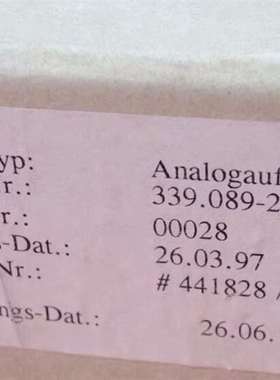 yp: Analogauf
r.: 339.089-2
r.: 00028
s-Dat.: 26.03.97
Nr.: # 441828 /
ngs-Dat.: 26.06.